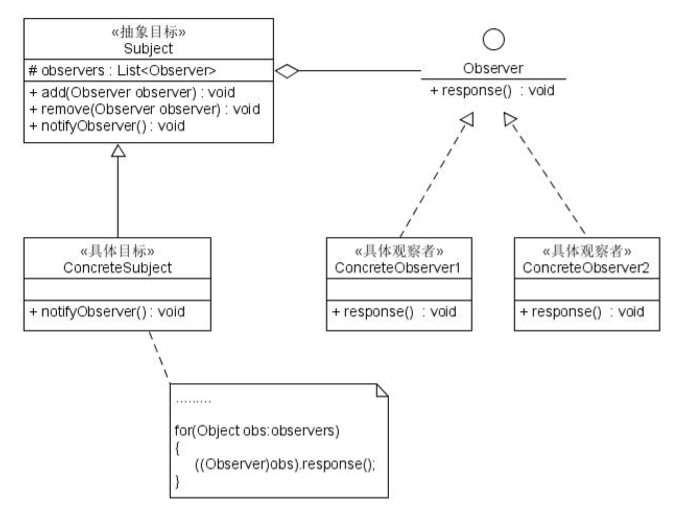 «抽象目标»
Subject
# observers : List<Observer>
+ add(Observer observer) : void
+ remove(Observer observer) : void
+ notifyObserver() : void
Observer
+ response() : void
«具体目标»
ConcreteSubject
+ notifyObserver() : void
«具体观察者»
ConcreteObserver1
+ response() : void
«具体观察者»
ConcreteObserver2
+ response() : void
.........
for(Object obs:observers)
{
((Observer)obs).response();
}